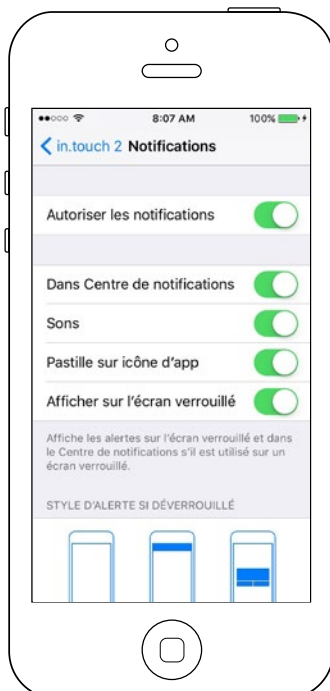 8:07 AM 100%
in.touch 2 Notifications
Autoriser les notifications
Dans Centre de notifications
Sons
Pastille sur icône d'app
Afficher sur l'écran verrouillé
Affiche les alertes sur l'écran verrouillé et dans
le Centre de notifications s'il est utilisé sur un
écran verrouillé.
STYLE D'ALERTE SI DÉVERROUILLÉ